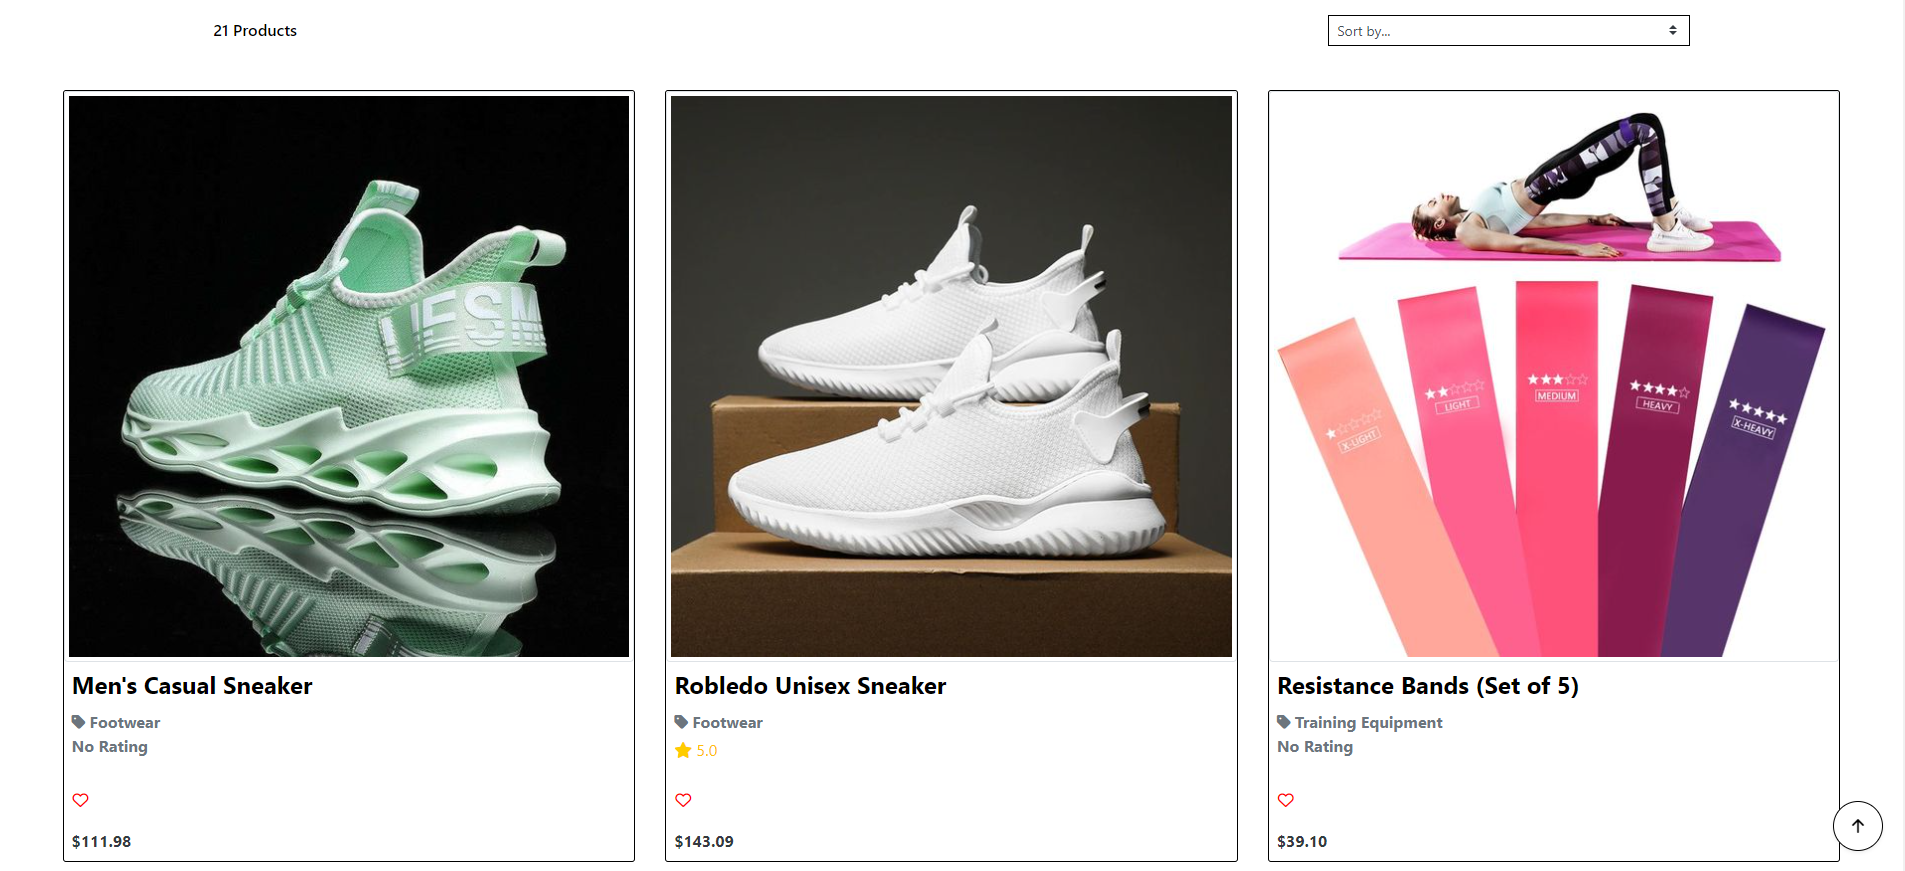 21 Products
Sort by...
LIGHT
MEDIUM
HEAVY
X-LIGHT
X-HEAVY
Men's Casual Sneaker
Footwear
No Rating
$111.98
Robledo Unisex Sneaker
Footwear
5.0
$143.09
Resistance Bands (Set of 5)
Training Equipment
No Rating
$39.10